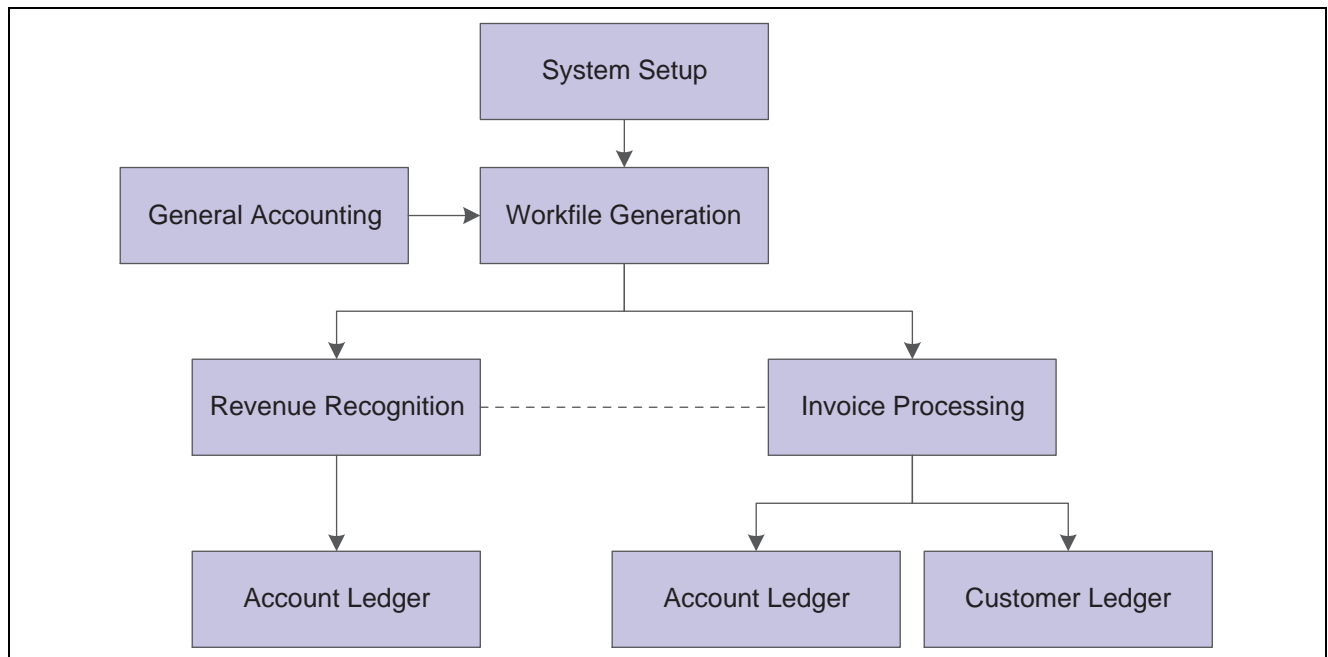 System Setup
General Accounting
Workfile Generation
Revenue Recognition
Invoice Processing
Account Ledger
Account Ledger
Customer Ledger